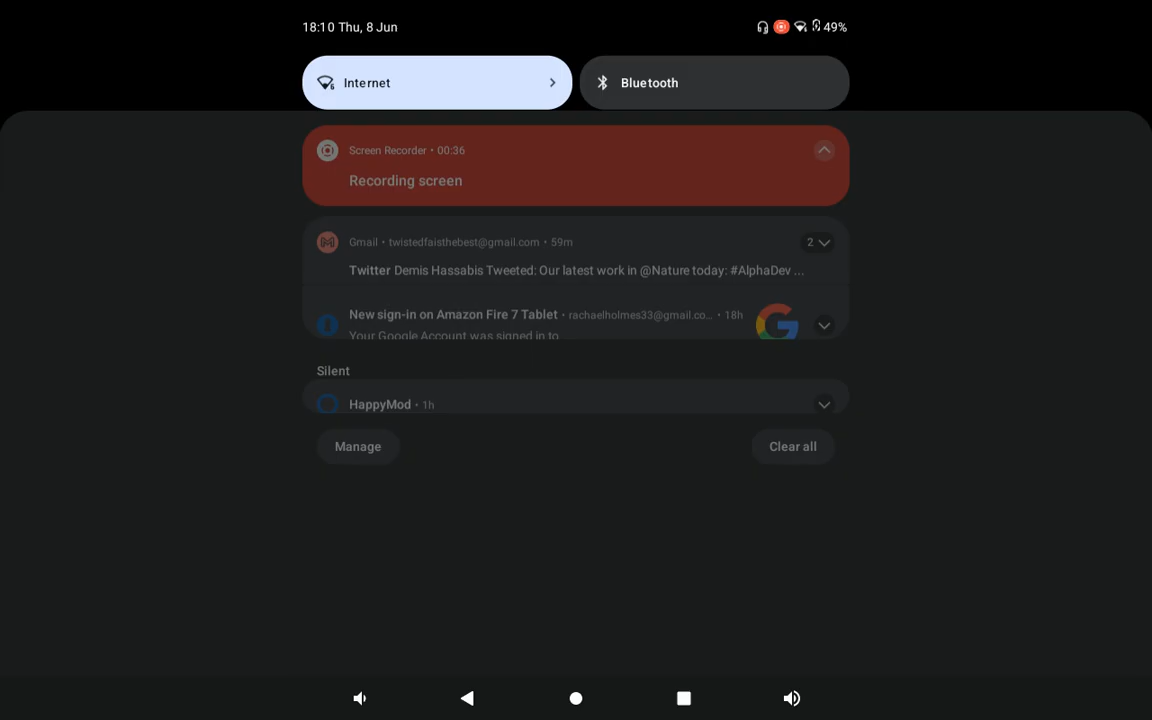 18:10 Thu, 8 Jun
49%
Internet
Bluetooth
Screen Recorder • 00:36
Recording screen
Gmail • twistedfaisthebest@gmail.com • 59m
2
Twitter Demis Hassabis Tweeted: Our latest work in @Nature today: #AlphaDev ...
New sign-in on Amazon Fire 7 Tablet • rachaelholmes33@gmail.co... • 18h
Your Google Account was signed in to
Silent
HappyMod • 1h
Manage
Clear all